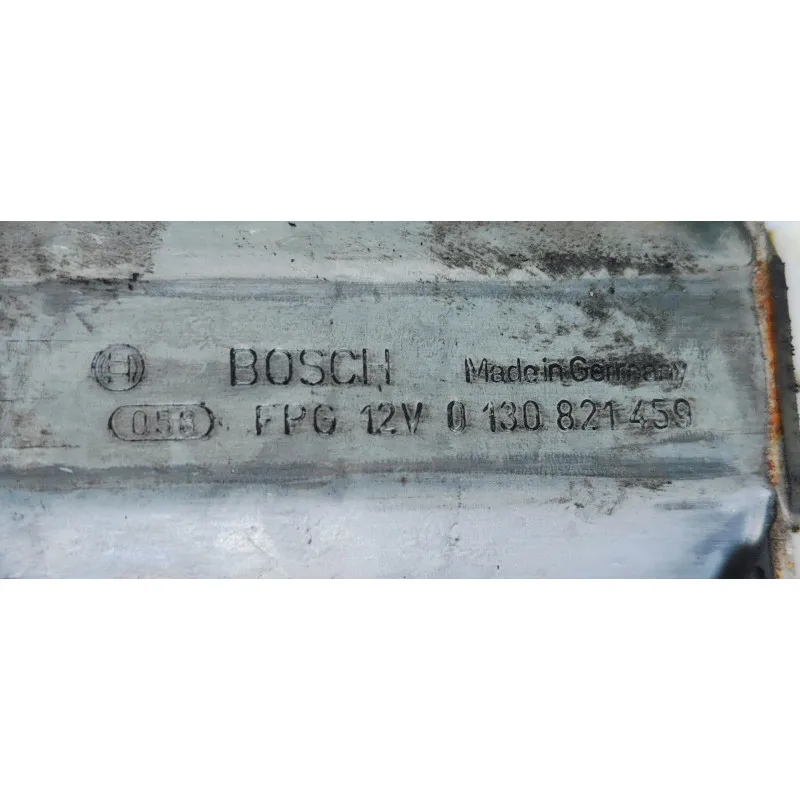 BOSCH Made in Germany
FPG 12V 0 130 821 459